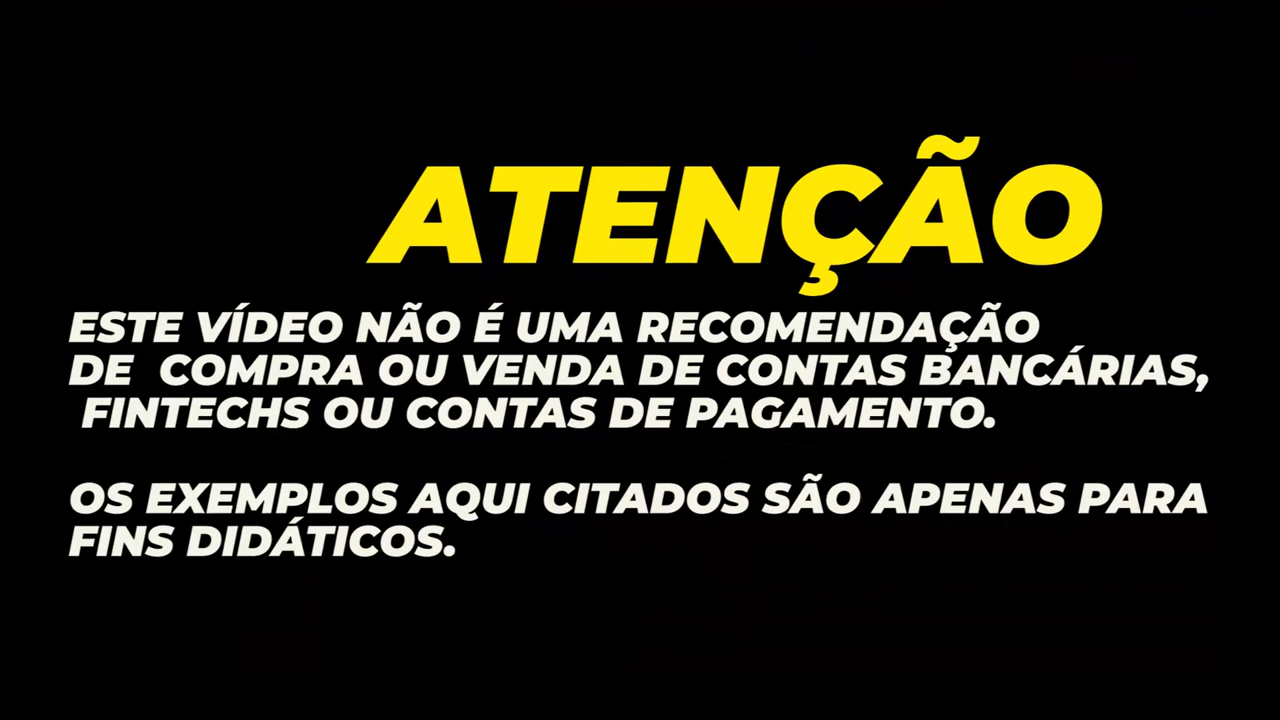 ATENÇÃO
ESTE VÍDEO NÃO É UMA RECOMENDAÇÃO
DE COMPRA OU VENDA DE CONTAS BANCÁRIAS,
FINTECHS OU CONTAS DE PAGAMENTO.
OS EXEMPLOS AQUI CITADOS SÃO APENAS PARA
FINS DIDÁTICOS.